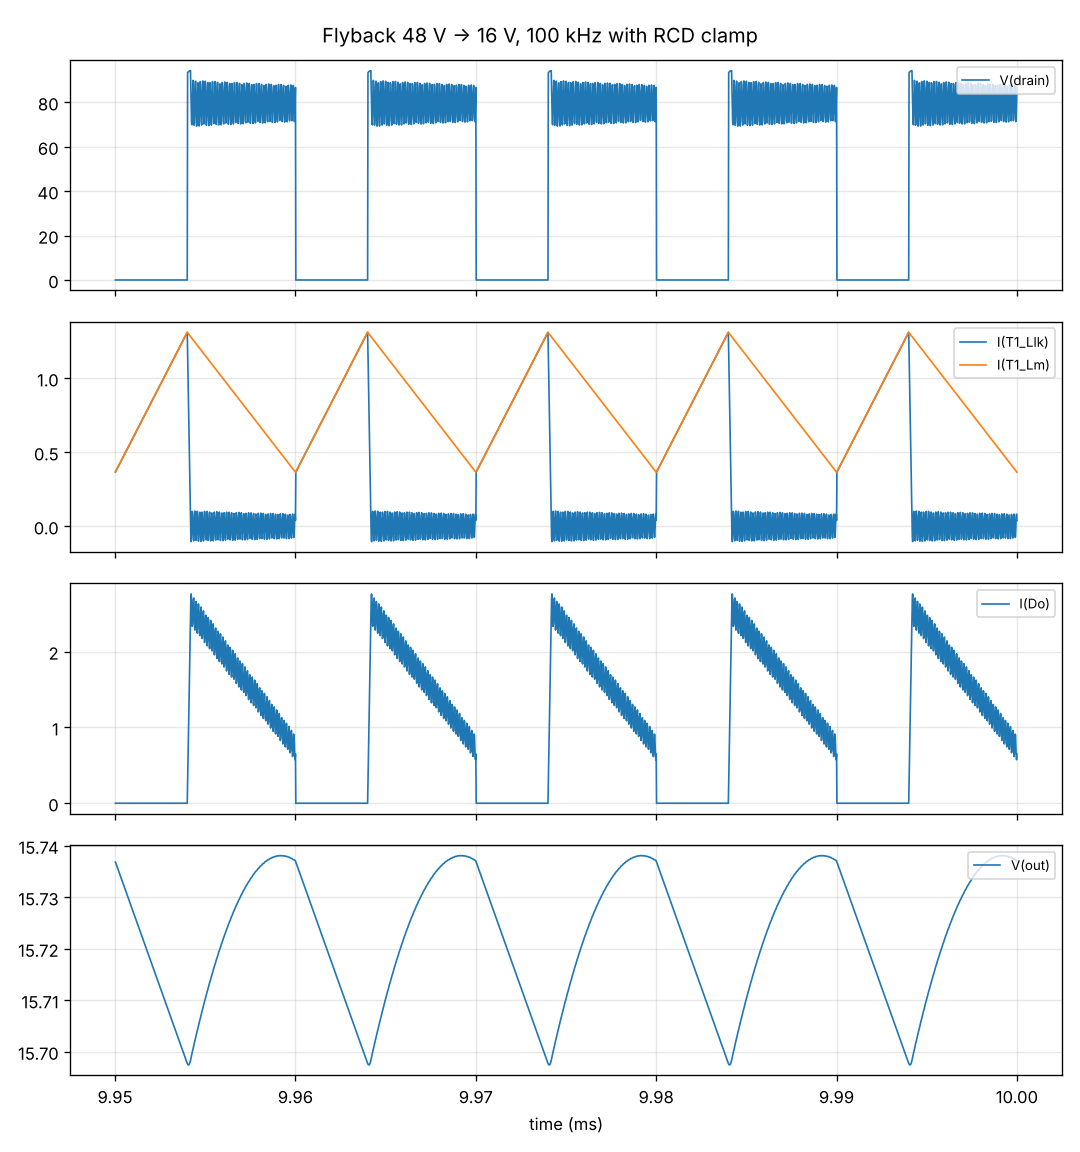 Flyback 48 V → 16 V, 100 kHz with RCD clamp
V(drain)
80
60
40
20
0
I(T1_Llk)
I(T1_Lm)
1.0
0.5
0.0
I(Do)
2
1
0
V(out)
15.74
15.73
15.72
15.71
15.70
9.95 9.96 9.97 9.98 9.99 10.00
time (ms)